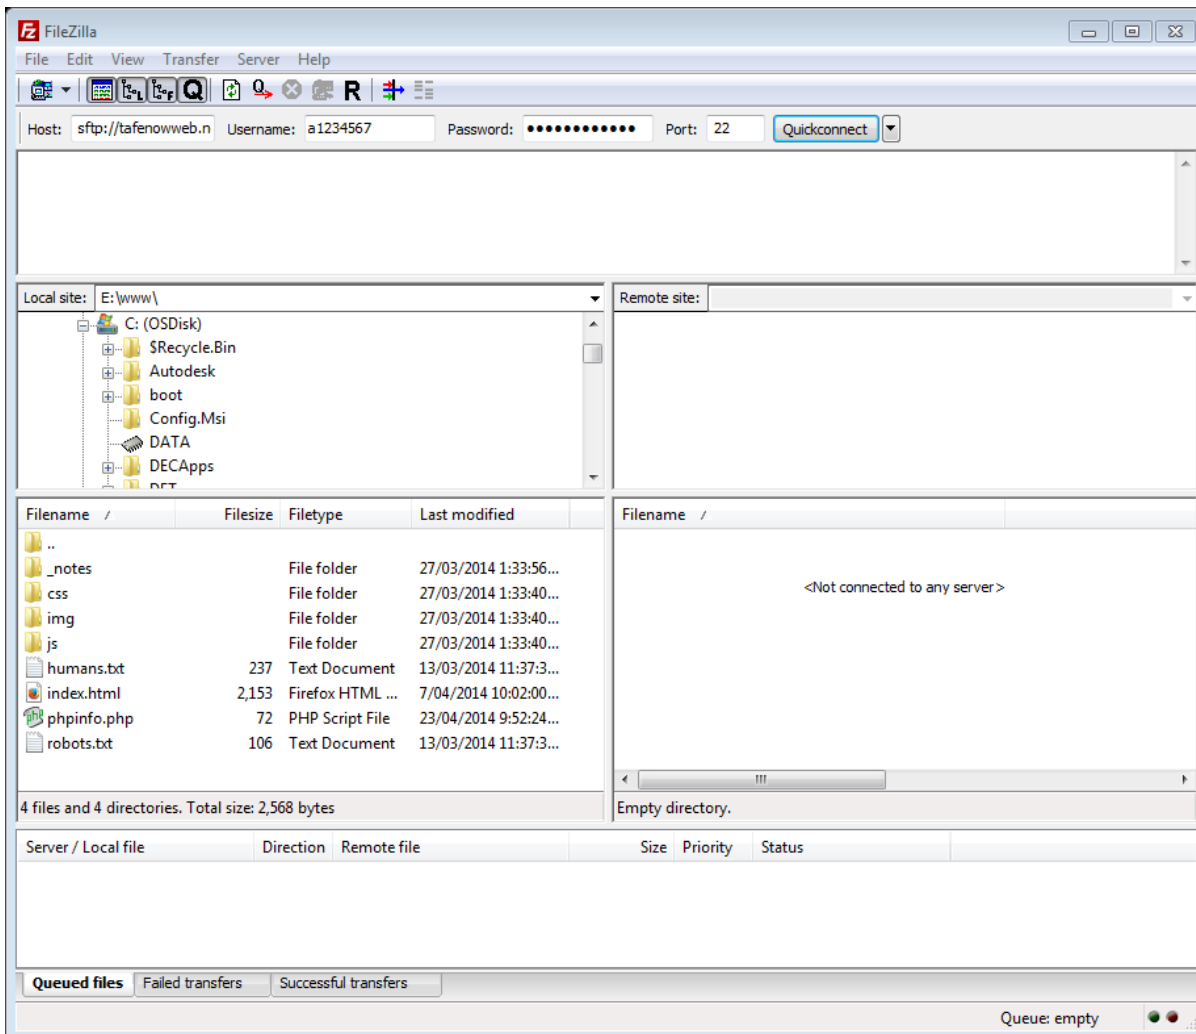 FileZilla
File Edit View Transfer Server Help
Host: sftp://tafenowweb.n Username: a1234567 Password: ●●●●●●●●●●●● Port: 22 Quickconnect
Local site: E:\www\
Remote site:
C: (OSDisk)
$Recycle.Bin
Autodesk
boot
Config.Msi
DATA
DECApps
Filename Filesize Filetype Last modified
..
_notes File folder 27/03/2014 1:33:56...
css File folder 27/03/2014 1:33:40...
img File folder 27/03/2014 1:33:40...
js File folder 27/03/2014 1:33:40...
humans.txt 237 Text Document 13/03/2014 11:37:3...
index.html 2,153 Firefox HTML ... 7/04/2014 10:02:00...
phpinfo.php 72 PHP Script File 23/04/2014 9:52:24...
robots.txt 106 Text Document 13/03/2014 11:37:3...
4 files and 4 directories. Total size: 2,568 bytes
Filename
<Not connected to any server>
Empty directory.
Server / Local file Direction Remote file Size Priority Status
Queued files Failed transfers Successful transfers
Queue: empty